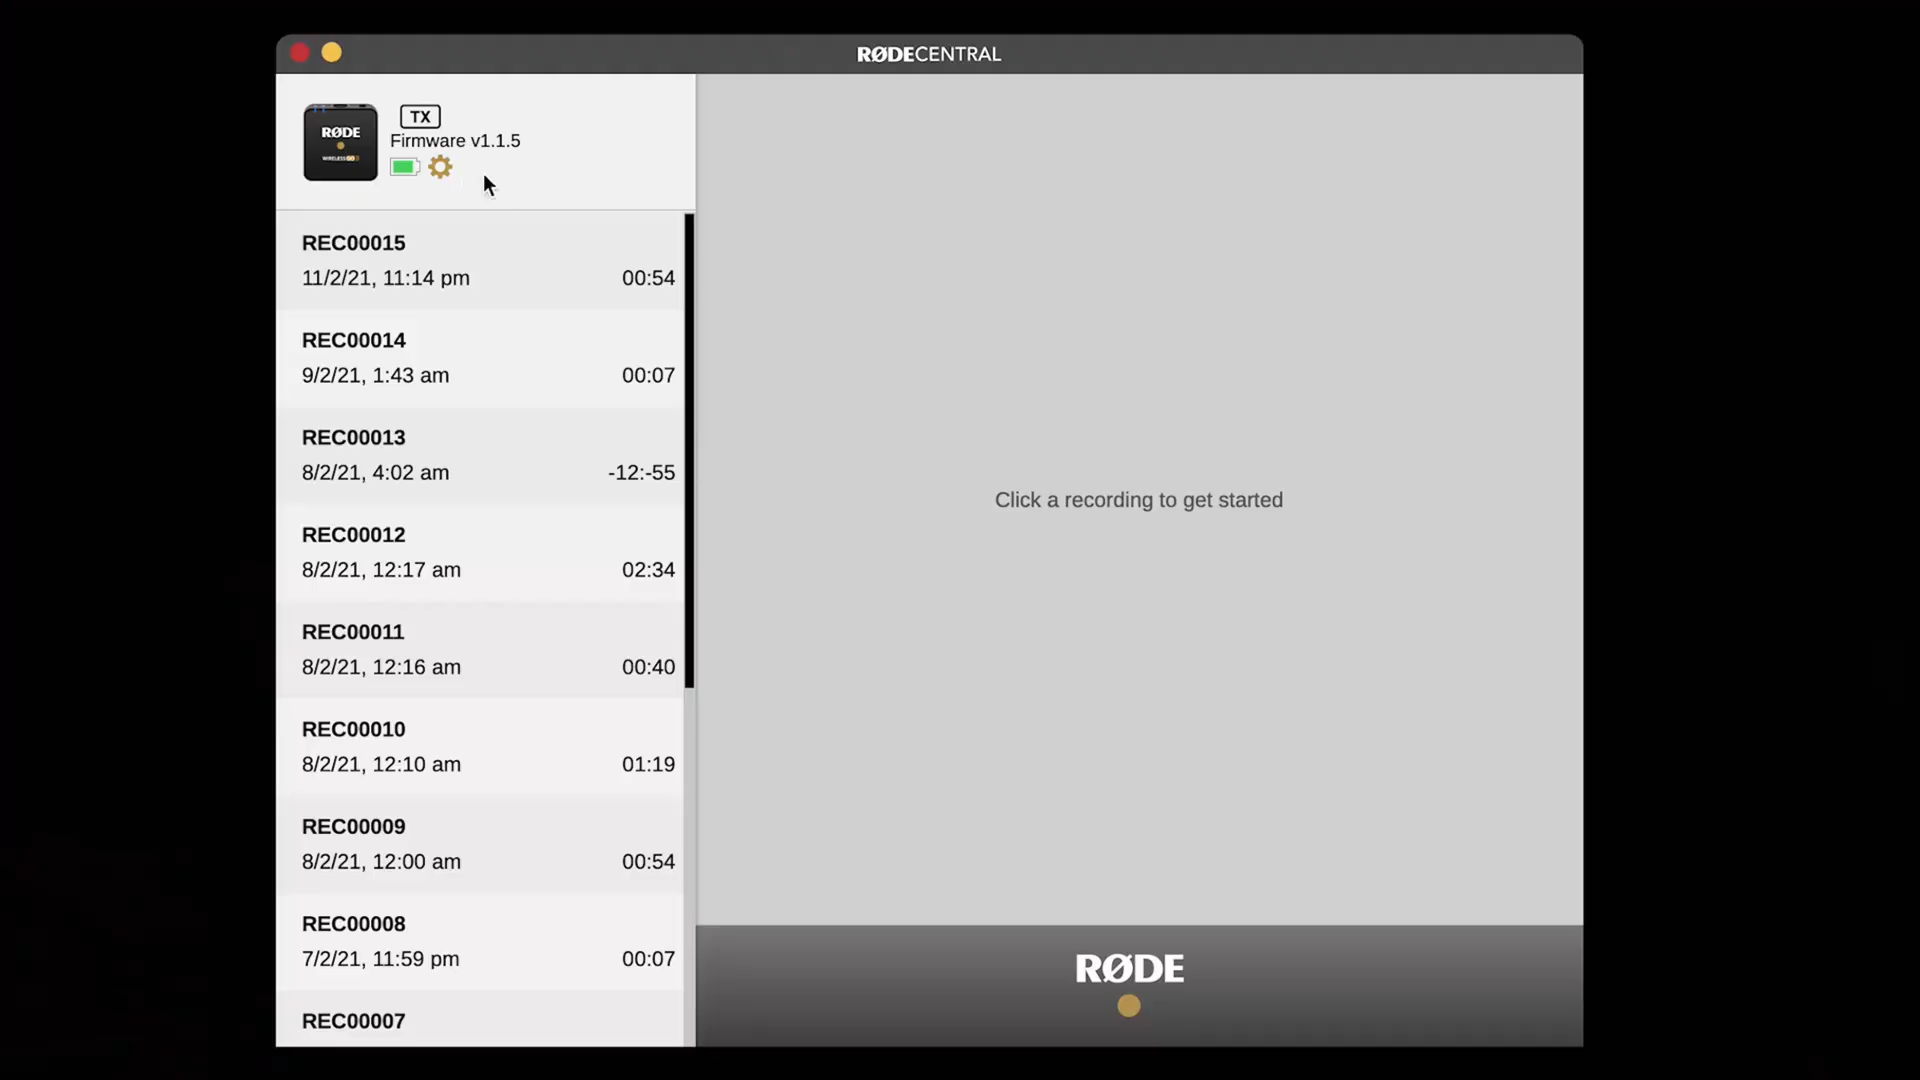 RØDECENTRAL
RØDE
WIRELESS GO II
TX
Firmware v1.1.5
REC00015
11/2/21, 11:14 pm 00:54
REC00014
9/2/21, 1:43 am 00:07
REC00013
8/2/21, 4:02 am -12:-55
REC00012
8/2/21, 12:17 am 02:34
REC00011
8/2/21, 12:16 am 00:40
REC00010
8/2/21, 12:10 am 01:19
REC00009
8/2/21, 12:00 am 00:54
REC00008
7/2/21, 11:59 pm 00:07
REC00007
Click a recording to get started
RØDE